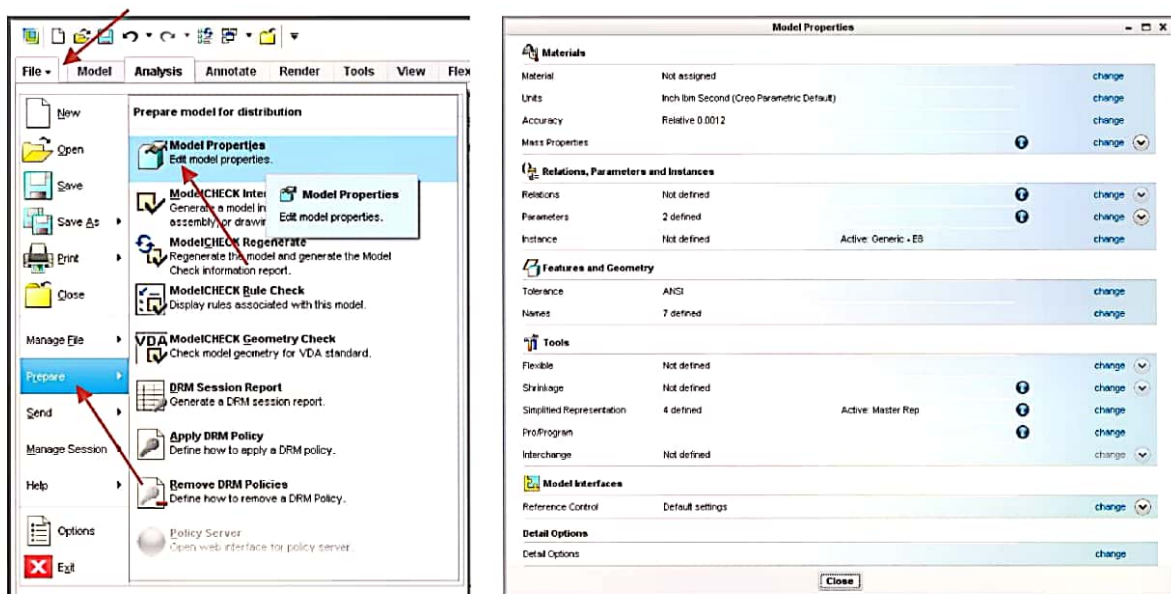 File Model Analysis Annotate Render Tools View Flex
New
Open
Save
Save As
Print
Close
Manage File
Prepare
Send
Manage Session
Help
Options
Exit
Prepare model for distribution
Model Properties
Edit model properties.
ModelCHECK Inter
Generate a model in
assembly, or drawin
Model Properties
Edit model properties.
ModelCHECK Regenerate
Regenerate the model and generate the Model
Check information report.
ModelCHECK Rule Check
Display rules associated with this model.
VDA
ModelCHECK Geometry Check
Check model geometry for VDA standard.
DRM Session Report
Generate a DRM session report.
Apply DRM Policy
Define how to apply a DRM policy.
Remove DRM Policies
Define how to remove a DRM Policy.
Policy Server
Open web interface for policy server.
Model Properties
Materials
Material Not assigned change
Units Inch lbm Second (Creo Parametric Default) change
Accuracy Relative 0.0012 change
Mass Properties change
Relations, Parameters and Instances
Relations Not defined change
Parameters 2 defined change
Instance Not defined Active: Generic - E8 change
Features and Geometry
Tolerance ANSI change
Names 7 defined change
Tools
Flexible Not defined change
Shrinkage Not defined change
Simplified Representation 4 defined Active: Master Rep change
Pro/Program change
Interchange Not defined change
Model Interfaces
Reference Control Default settings change
Detail Options
Detail Options change
Close